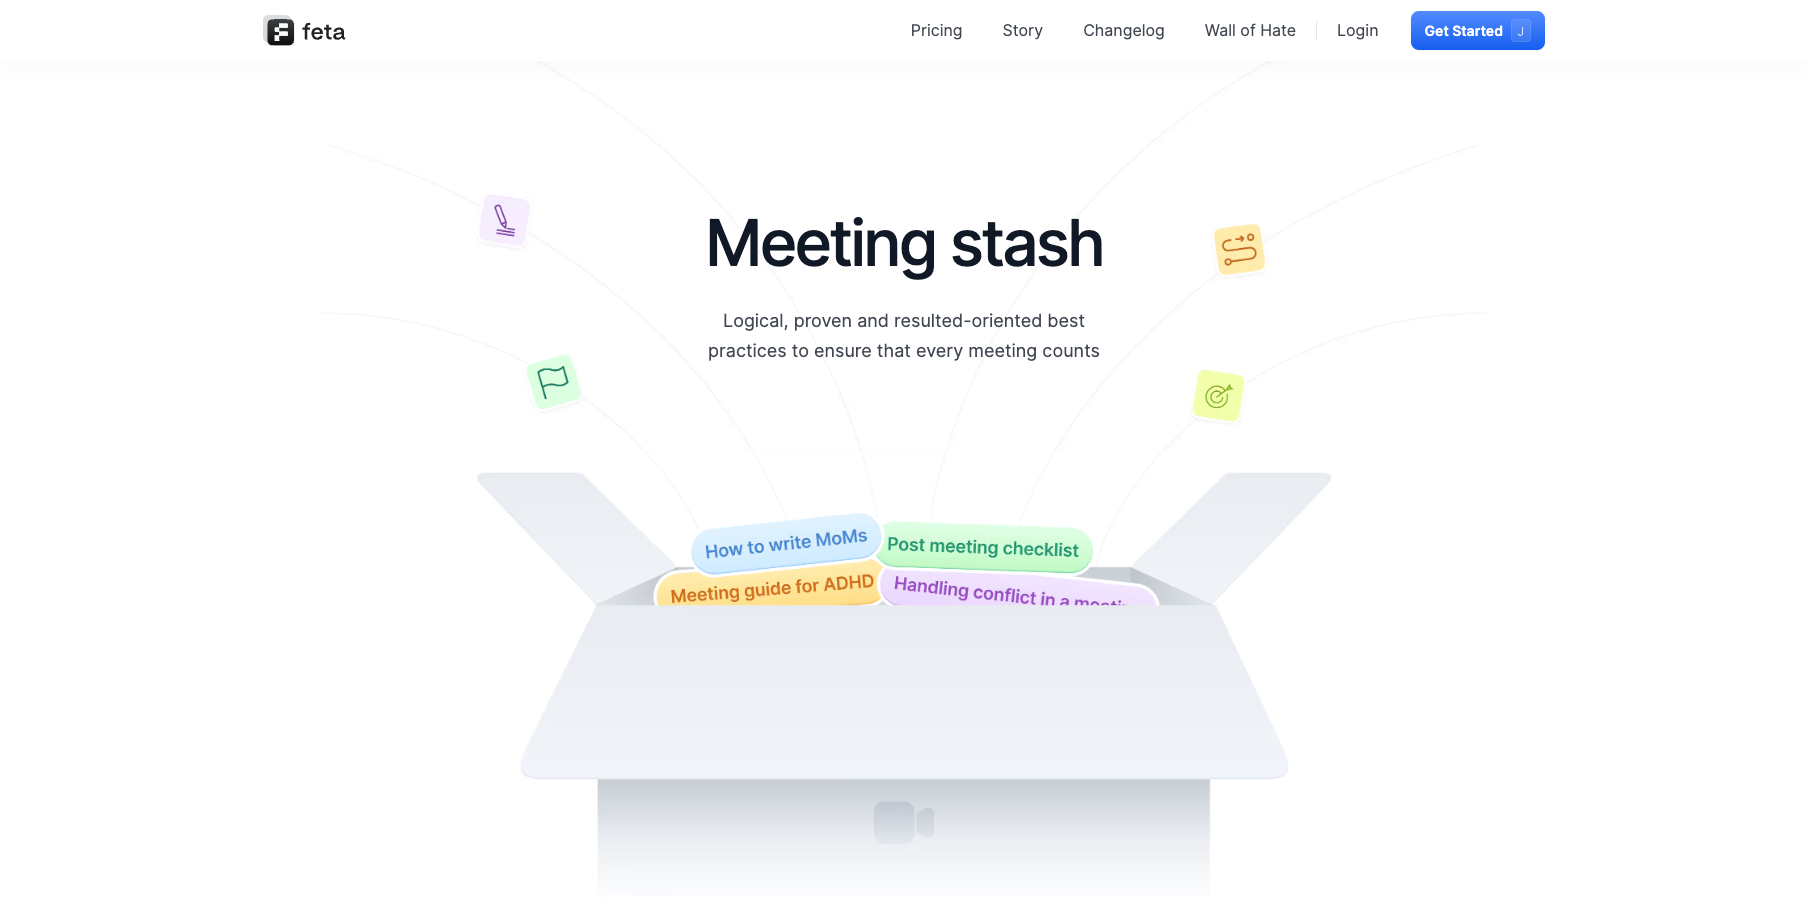 feta
Pricing
Story
Changelog
Wall of Hate
Login
Get Started J
Meeting stash
Logical, proven and resulted-oriented best
practices to ensure that every meeting counts
How to write MoMs
Post meeting checklist
Meeting guide for ADHD
Handling conflict in a meetin